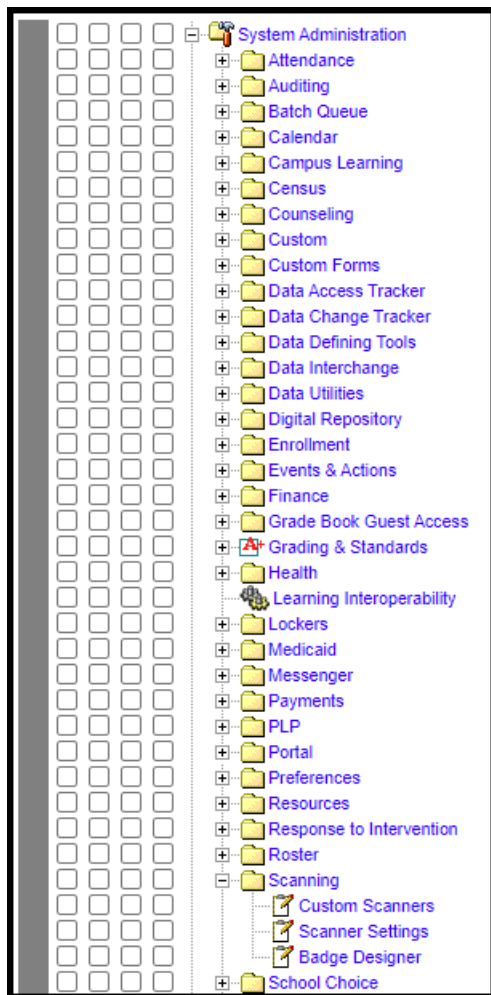 System Administration
Attendance
Auditing
Batch Queue
Calendar
Campus Learning
Census
Counseling
Custom
Custom Forms
Data Access Tracker
Data Change Tracker
Data Defining Tools
Data Interchange
Data Utilities
Digital Repository
Enrollment
Events & Actions
Finance
Grade Book Guest Access
A+ Grading & Standards
Health
Learning Interoperability
Lockers
Medicaid
Messenger
Payments
PLP
Portal
Preferences
Resources
Response to Intervention
Roster
Scanning
Custom Scanners
Scanner Settings
Badge Designer
School Choice